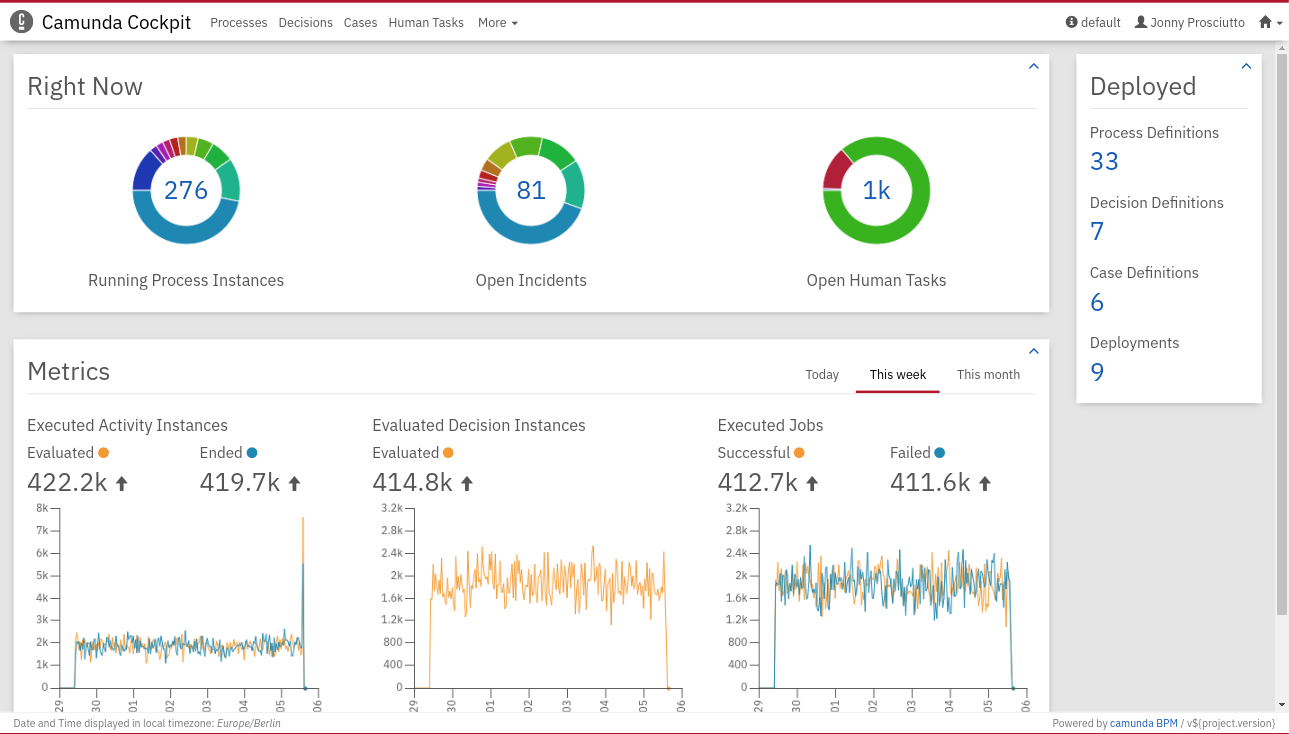 Camunda Cockpit Processes Decisions Cases Human Tasks More default Jonny Prosciutto
Right Now
276 81 1k
Running Process Instances Open Incidents Open Human Tasks
Deployed
Process Definitions
33
Decision Definitions
7
Case Definitions
6
Deployments
9
Metrics Today This week This month
Executed Activity Instances
Evaluated Ended
422.2k 419.7k
8k
7k
6k
5k
4k
3k
2k
1k
0
29 30 01 02 03 04 05 06
Evaluated Decision Instances
Evaluated
414.8k
3.2k
2.8k
2.4k
2k
1.6k
1.2k
800
400
0
29 30 01 02 03 04 05 06
Executed Jobs
Successful Failed
412.7k 411.6k
3.2k
2.8k
2.4k
2k
1.6k
1.2k
800
400
0
29 30 01 02 03 04 05 06
Date and Time displayed in local timezone: Europe/Berlin Powered by camunda BPM / v${project.version}